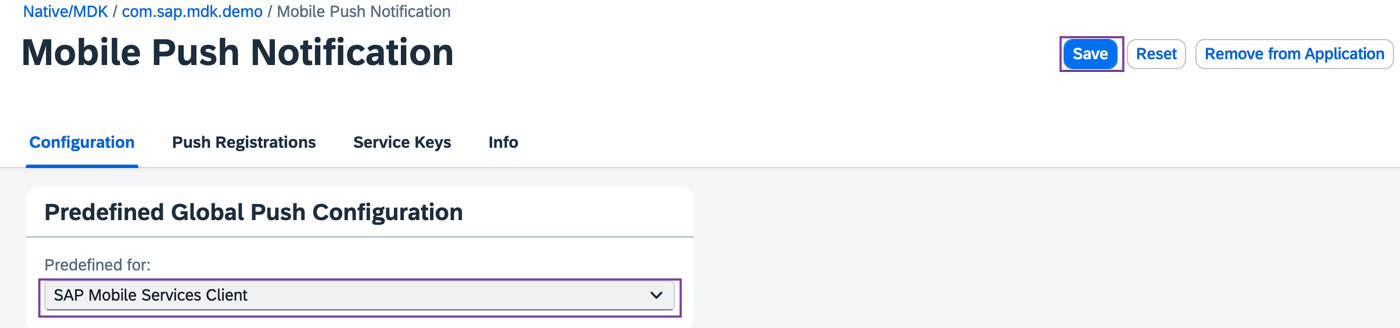 Native/MDK / com.sap.mdk.demo / Mobile Push Notification
Mobile Push Notification
Save Reset Remove from Application
Configuration Push Registrations Service Keys Info
Predefined Global Push Configuration
Predefined for:
SAP Mobile Services Client